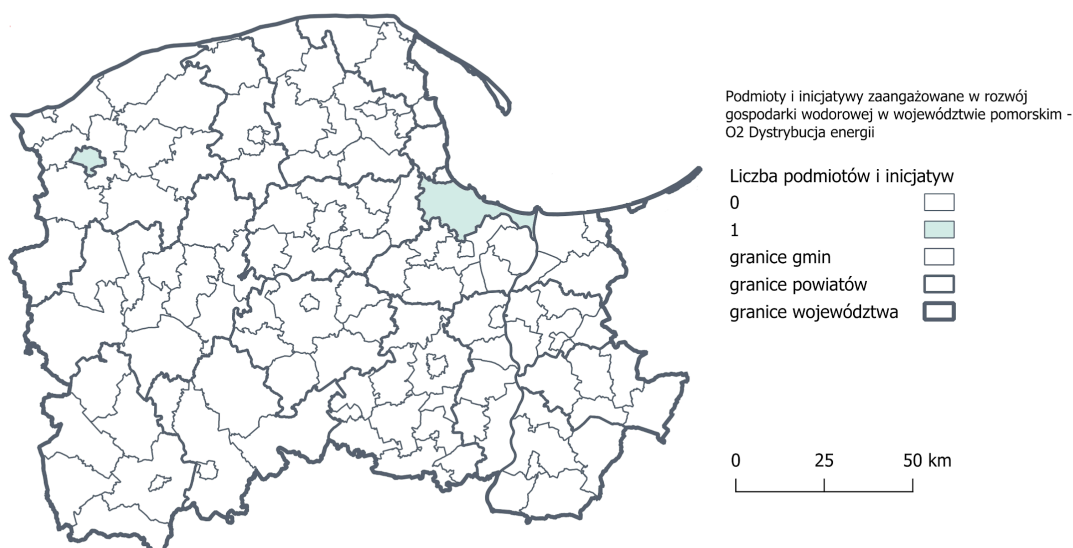 Podmioty i inicjatywy zaangażowane w rozwój
gospodarki wodorowej w województwie pomorskim -
O2 Dystrybucja energii
Liczba podmiotów i inicjatyw
0
1
granice gmin
granice powiatów
granice województwa
0 25 50 km